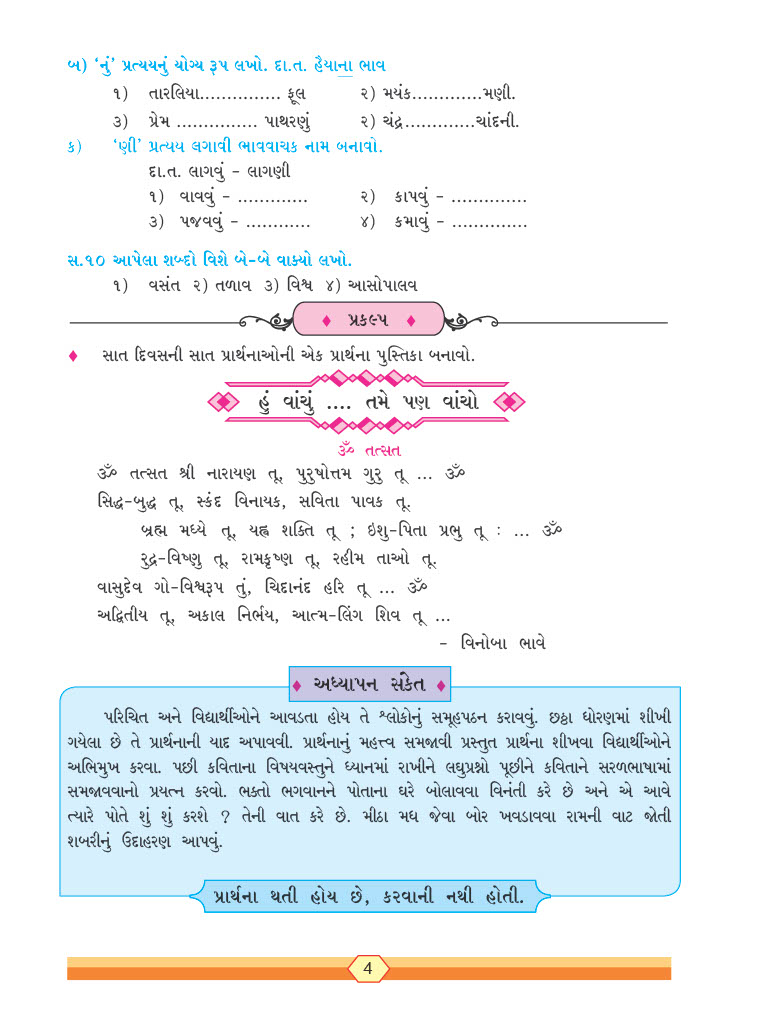 બ) ‘નું’ પ્રત્યયનું યોગ્ય રૂપ લખો. દા.ત. હૈયાના ભાવ
૧) તારલિયા............... ફૂલ ૨) મયંક.............મણી.
૩) પ્રેમ ............... પાથરણું ૨) ચંદ્ર.............ચાંદની.
ક) ‘ણી’ પ્રત્યય લગાવી ભાવવાચક નામ બનાવો.
દા.ત. લાગવું – લાગણી
૧) વાવવું – ............. ૨) કાપવું – ..............
૩) પજવવું – ............ ૪) કમાવું – ..............
સ.૧૦ આપેલા શબ્દો વિશે બે-બે વાક્યો લખો.
૧) વસંત ૨) તળાવ ૩) વિશ્વ ૪) આસોપાલવ
♦ પ્રકલ્પ ♦
♦ સાત દિવસની સાત પ્રાર્થનાઓની એક પ્રાર્થના પુસ્તિકા બનાવો.
હું વાંચું .... તમે પણ વાંચો
ૐ તત્સત
ૐ તત્સત શ્રી નારાયણ તૂ, પુરુષોત્તમ ગુરુ તૂ ... ૐ
સિદ્ધ-બુદ્ધ તૂ, સ્કંદ વિનાયક, સવિતા પાવક તૂ.
બ્રહ્મ મધ્યે તૂ, યહ્વ શક્તિ તૂ ; ઇશુ-પિતા પ્રભુ તૂ : ... ૐ
રુદ્ર-વિષ્ણુ તૂ, રામકૃષ્ણ તૂ, રહીમ તાઓ તૂ.
વાસુદેવ ગો-વિશ્વરૂપ તું, ચિદાનંદ હરિ તૂ ... ૐ
અદ્વિતીય તૂ, અકાલ નિર્ભય, આત્મ-લિંગ શિવ તૂ ...
– વિનોબા ભાવે
♦ અધ્યાપન સંકેત ♦
પરિચિત અને વિદ્યાર્થીઓને આવડતા હોય તે શ્લોકોનું સમૂહપઠન કરાવવું. છઠ્ઠા ધોરણમાં શીખી
ગયેલા છે તે પ્રાર્થનાની યાદ અપાવવી. પ્રાર્થનાનું મહત્ત્વ સમજાવી પ્રસ્તુત પ્રાર્થના શીખવા વિદ્યાર્થીઓને
અભિમુખ કરવા. પછી કવિતાના વિષયવસ્તુને ધ્યાનમાં રાખીને લઘુપ્રશ્નો પૂછીને કવિતાને સરળભાષામાં
સમજાવવાનો પ્રયત્ન કરવો. ભક્તો ભગવાનને પોતાના ઘરે બોલાવવા વિનંતી કરે છે અને એ આવે
ત્યારે પોતે શું શું કરશે ? તેની વાત કરે છે. મીઠા મધ જેવા બોર ખવડાવવા રામની વાટ જોતી
શબરીનું ઉદાહરણ આપવું.
પ્રાર્થના થતી હોય છે, કરવાની નથી હોતી.
4